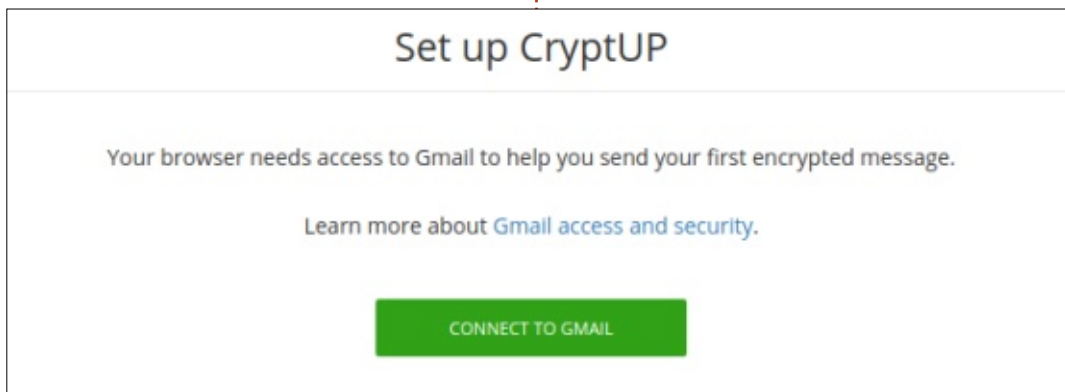 Set up CryptUP
Your browser needs access to Gmail to help you send your first encrypted message.
Learn more about Gmail access and security.
CONNECT TO GMAIL